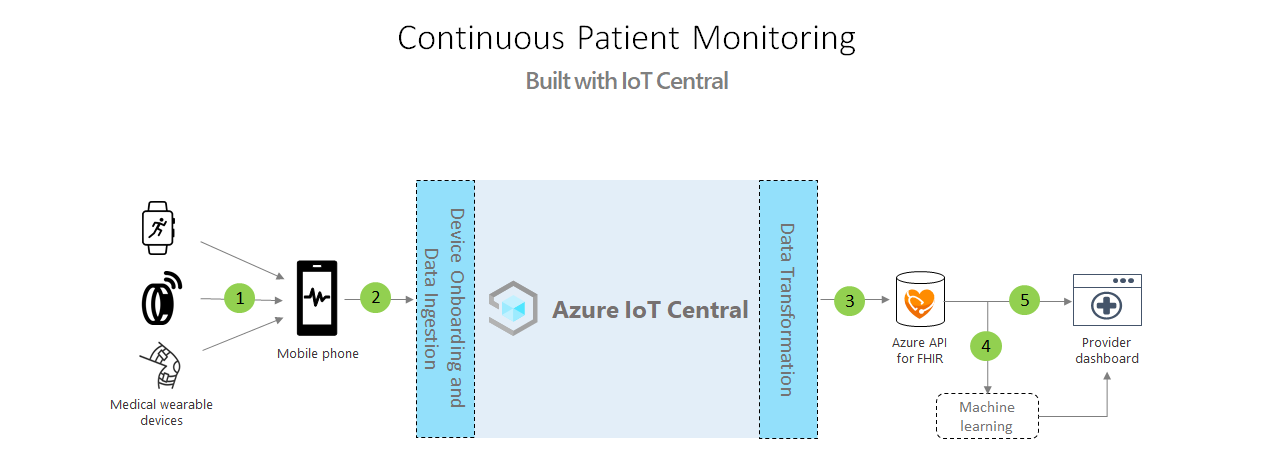 Continuous Patient Monitoring
Built with IoT Central
1
Medical wearable
devices
Mobile phone
2
Device Onboarding and
Data Ingestion
Azure IoT Central
Data Transformation
3
Azure API
for FHIR
4
5
Provider
dashboard
Machine
learning